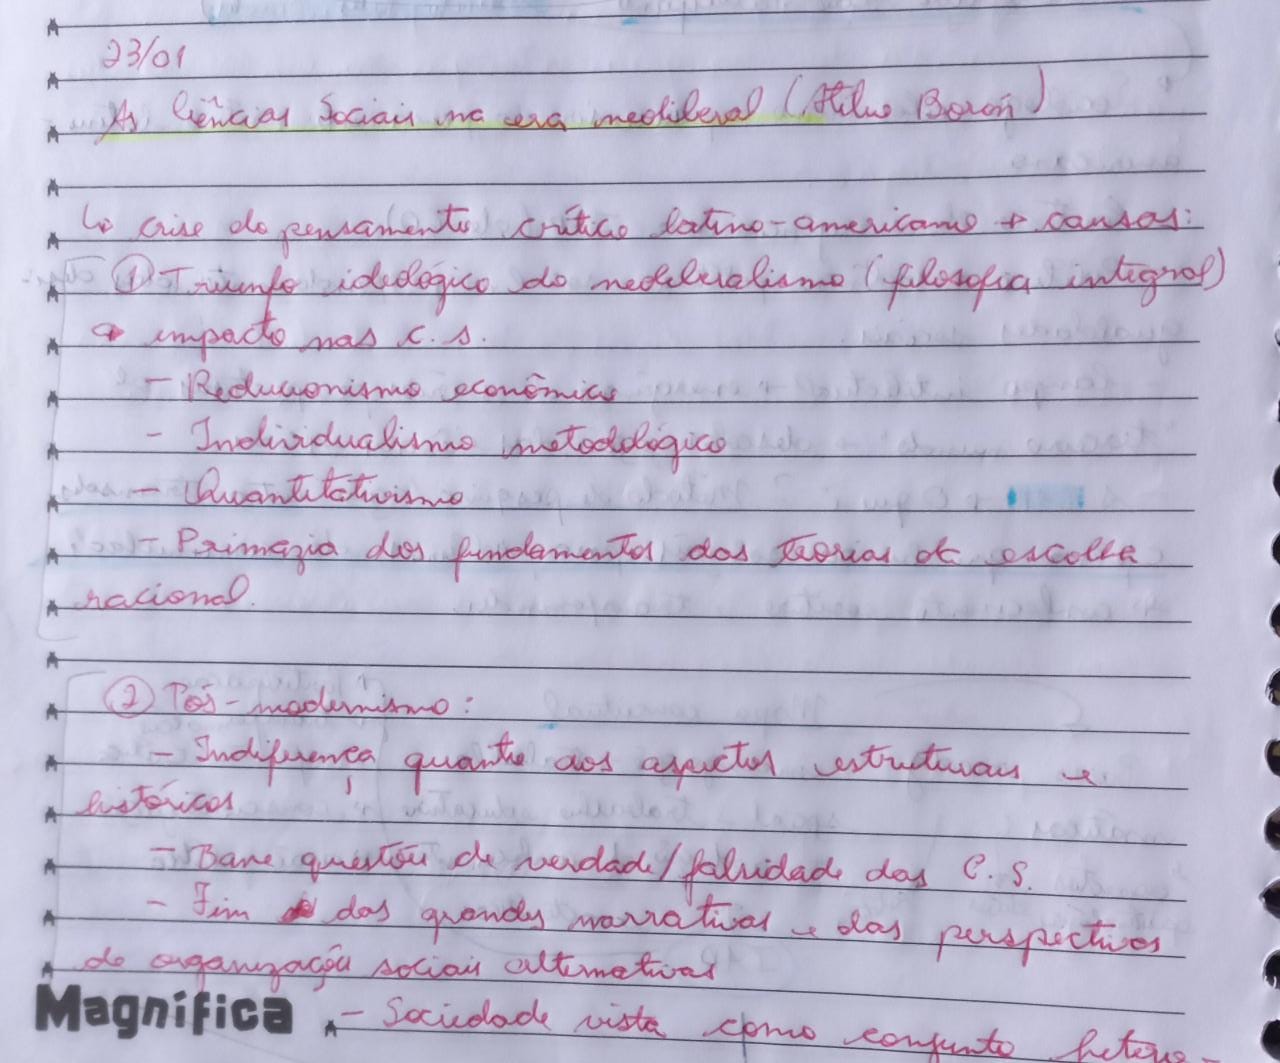 23/01
As Ciências Sociais na era neoliberal (Atilio Borón)
↳ crise do pensamento crítico latino-americano → causas:
① Triunfo ideológico do neoliberalismo (filosofia integral)
↳ impacto nas C.S.
- Reducionismo econômico
- Individualismo metodológico
- Quantitativismo
- Primazia dos fundamentos das teorias de escolha
racional.
② Pós-modernismo:
- Indiferença quanto aos aspectos estruturais e
históricos
- Bane questão de verdade/falsidade das C.S.
- Fim das grandes narrativas e das perspectivas
de organização sociais alternativas
Magnífica
- Sociedade vista como conjunto hetero